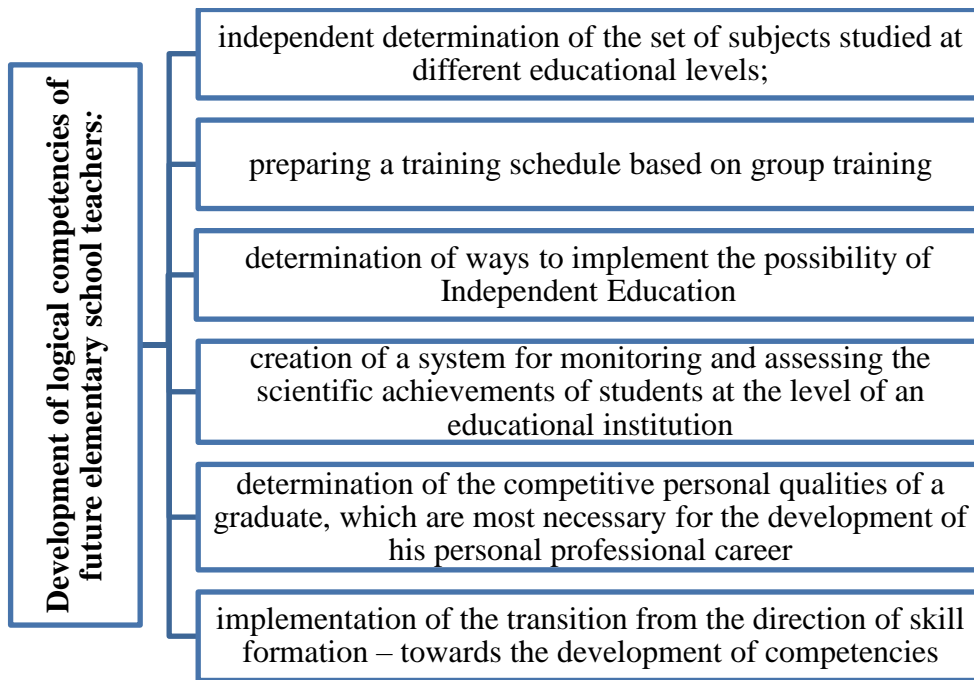 Development of logical competencies of
future elementary school teachers:
independent determination of the set of subjects studied at
different educational levels;
preparing a training schedule based on group training
determination of ways to implement the possibility of
Independent Education
creation of a system for monitoring and assessing the
scientific achievements of students at the level of an
educational institution
determination of the competitive personal qualities of a
graduate, which are most necessary for the development of
his personal professional career
implementation of the transition from the direction of skill
formation – towards the development of competencies